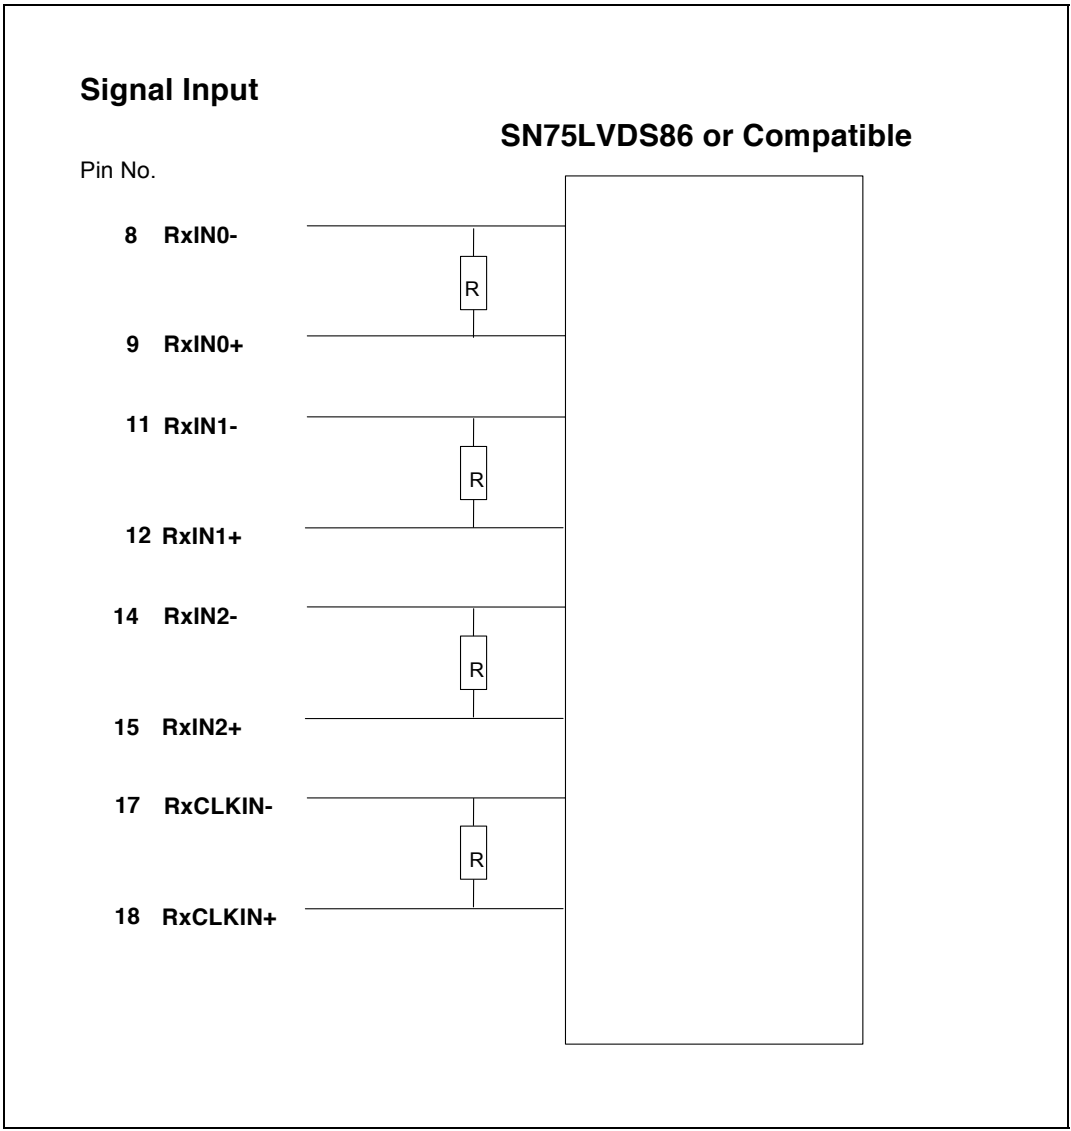 Signal Input
SN75LVDS86 or Compatible
Pin No.
8 RxIN0-
R
9 RxIN0+
11 RxIN1-
R
12 RxIN1+
14 RxIN2-
R
15 RxIN2+
17 RxCLKIN-
R
18 RxCLKIN+